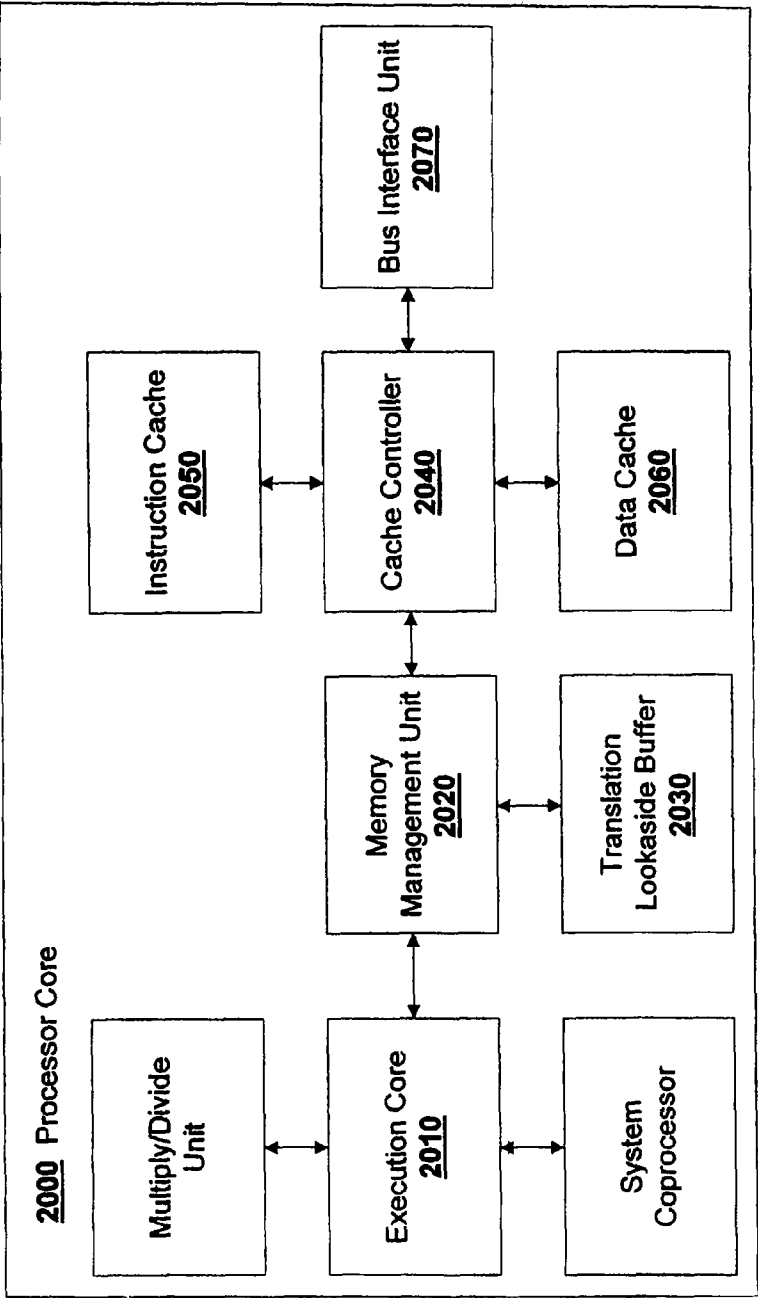 2000 Processor Core
Multiply/Divide
Unit
Execution Core
2010
System
Coprocessor
Memory
Management Unit
2020
Translation
Lookaside Buffer
2030
Instruction Cache
2050
Cache Controller
2040
Data Cache
2060
Bus Interface Unit
2070